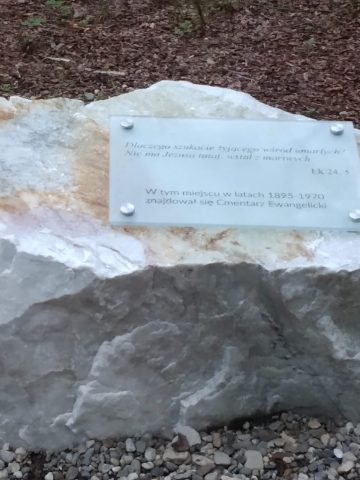 Dlaczego szukacie żyjącego wśród umarłych?
Nie ma Jezusa tutaj, wstał z martwych
Łk 24, 5
W tym miejscu w latach 1895-1970
znajdował się Cmentarz Ewangelicki